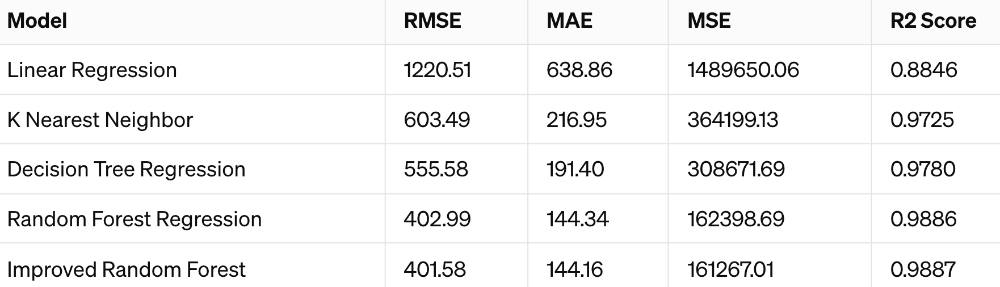 Model RMSE MAE MSE R2 Score
Linear Regression 1220.51 638.86 1489650.06 0.8846
K Nearest Neighbor 603.49 216.95 364199.13 0.9725
Decision Tree Regression 555.58 191.40 308671.69 0.9780
Random Forest Regression 402.99 144.34 162398.69 0.9886
Improved Random Forest 401.58 144.16 161267.01 0.9887